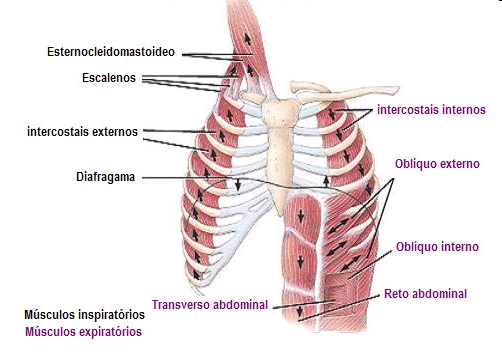 Esternocleidomastoideo
Escalenos
intercostais externos
Diafragama
intercostais internos
Obliquo externo
Obliquo interno
Reto abdominal
Transverso abdominal
Músculos inspiratórios
Músculos expiratórios